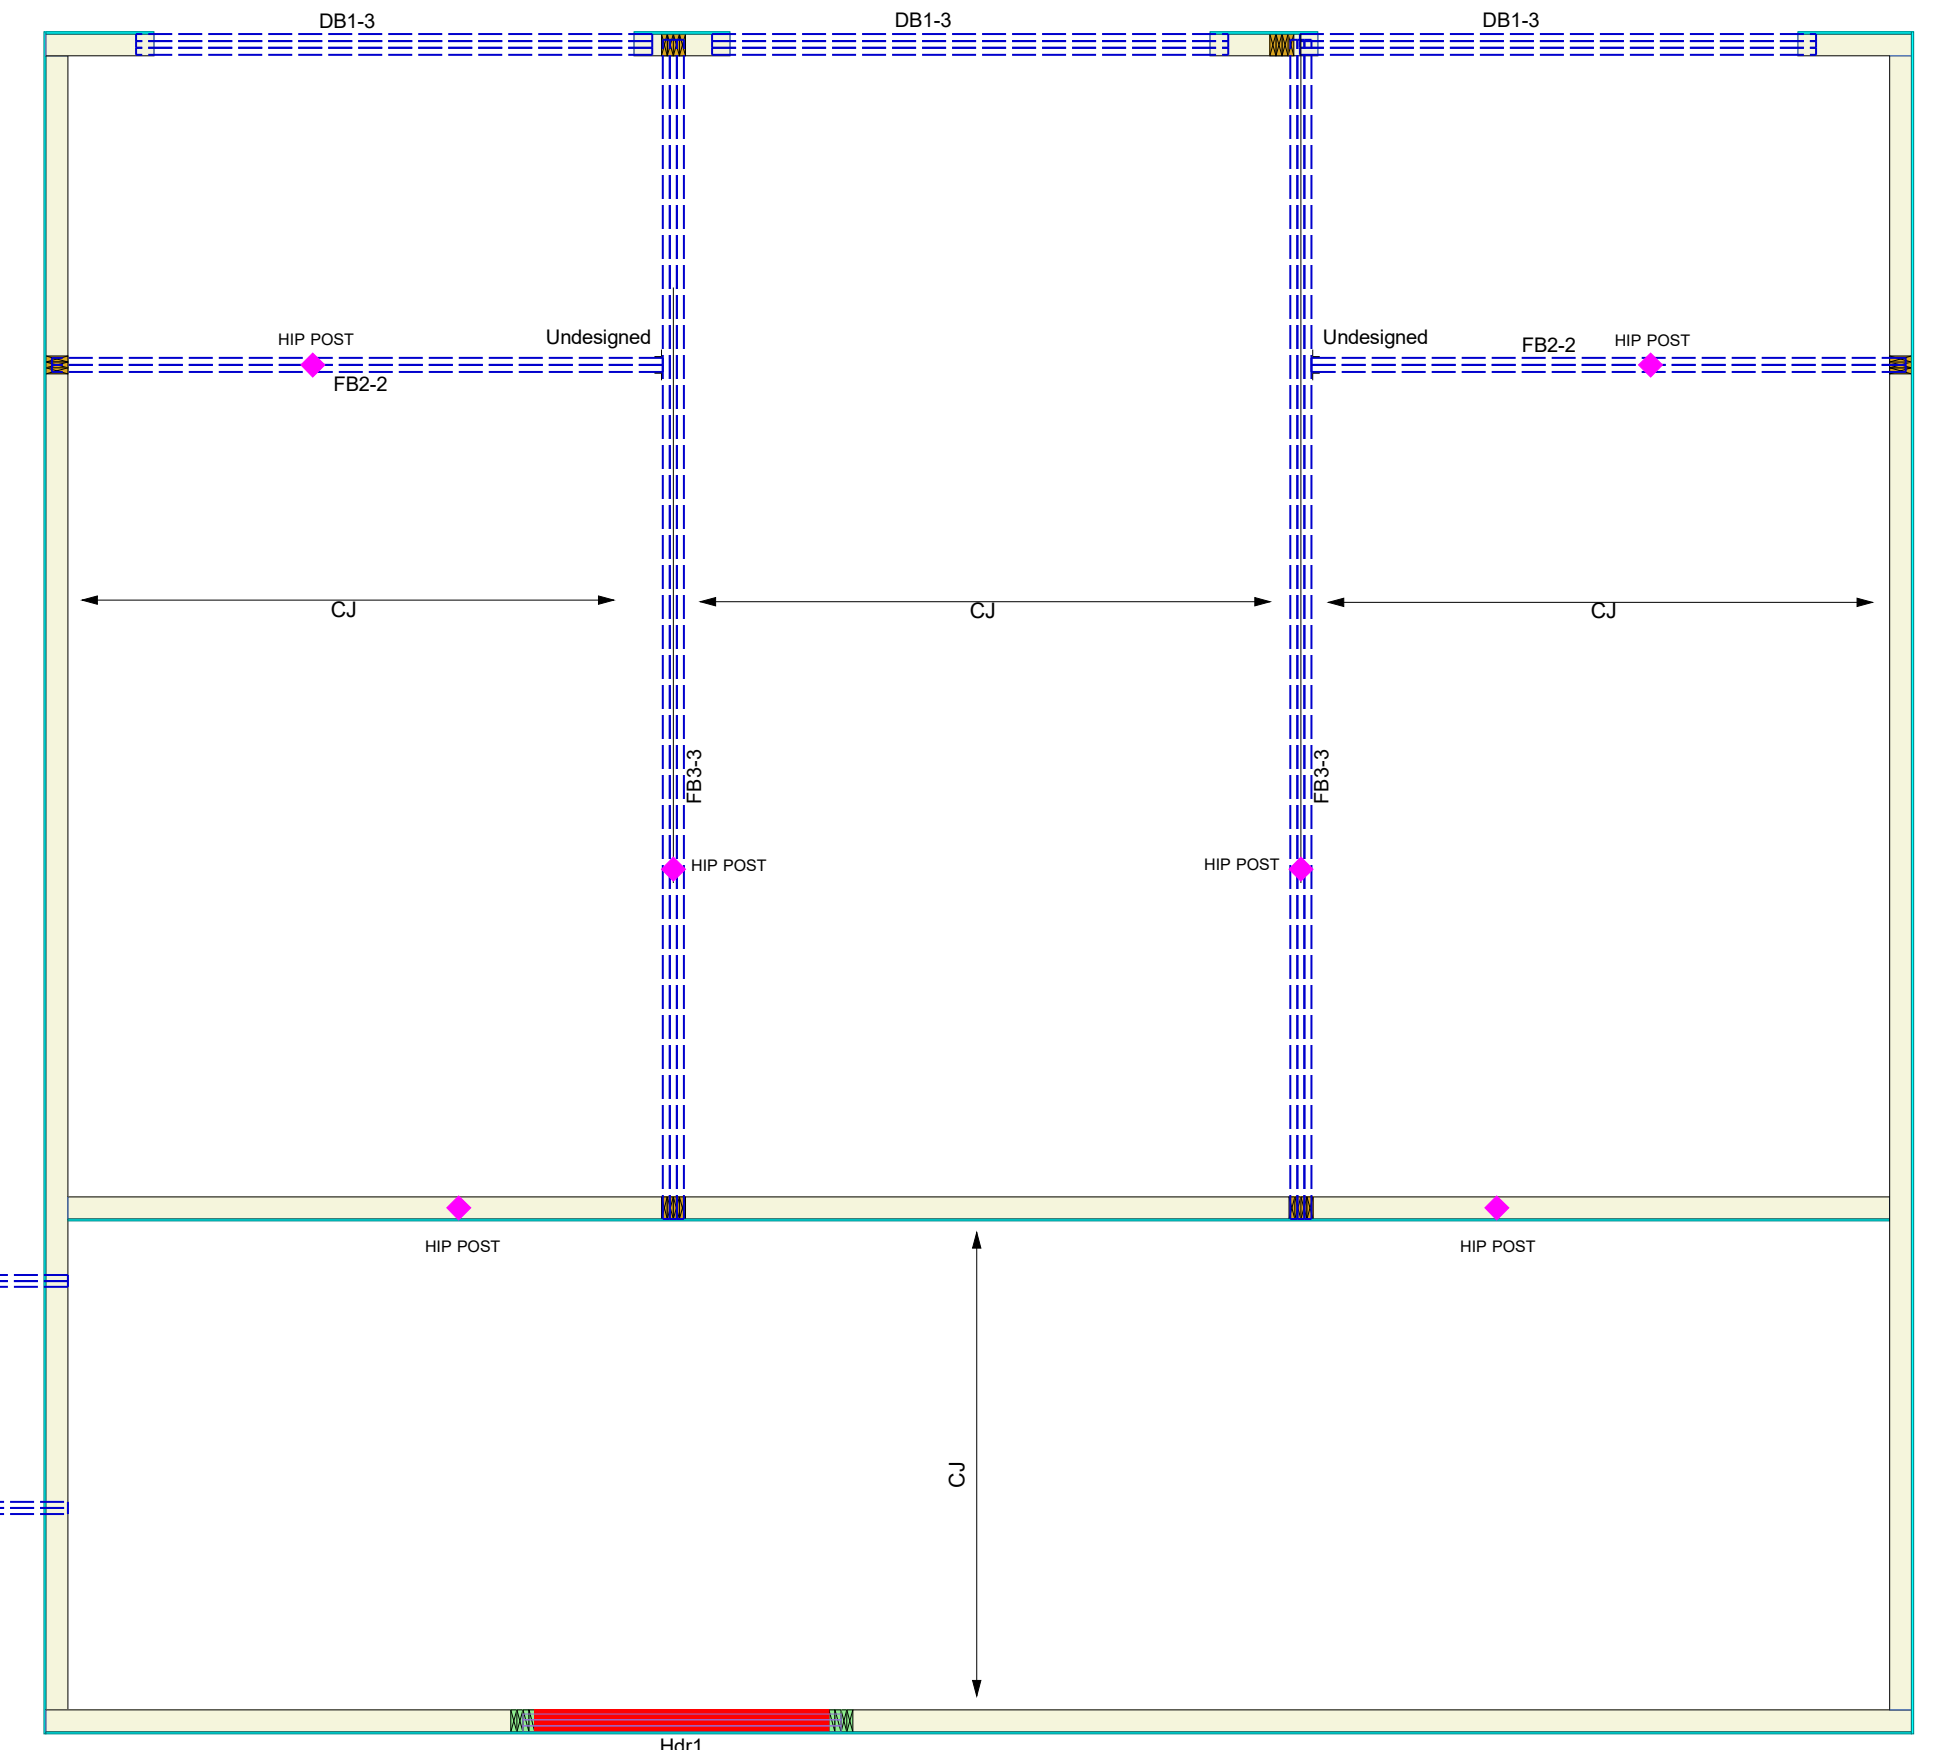 DB1-3
DB1-3
DB1-3
HIP POST
Undesigned
FB2-2
Undesigned
FB2-2
HIP POST
CJ
CJ
CJ
FB3-3
FB3-3
HIP POST
HIP POST
HIP POST
HIP POST
CJ
Hdr1